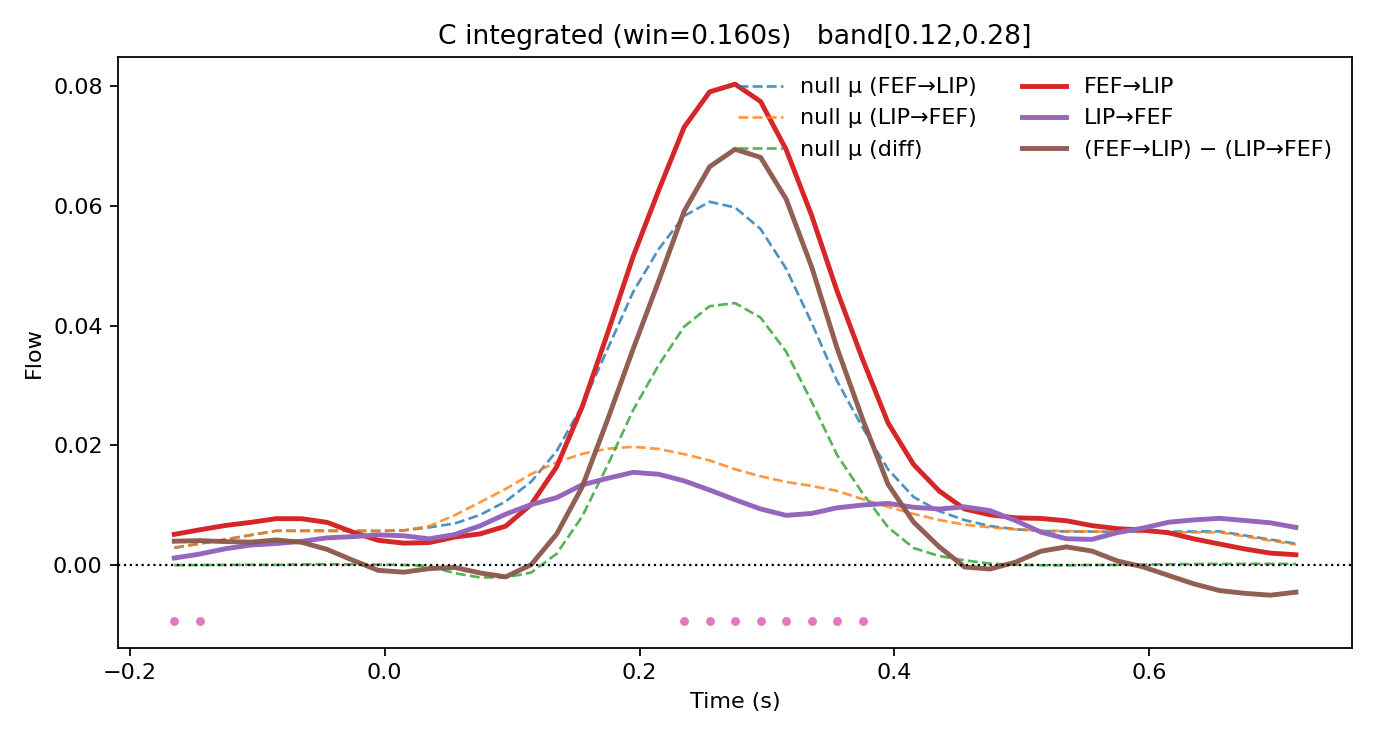 C integrated (win=0.160s)   band[0.12,0.28]
0.08
0.06
0.04
0.02
0.00
Flow
null μ (FEF→LIP)
null μ (LIP→FEF)
null μ (diff)
FEF→LIP
LIP→FEF
(FEF→LIP) − (LIP→FEF)
−0.2
0.0
0.2
0.4
0.6
Time (s)